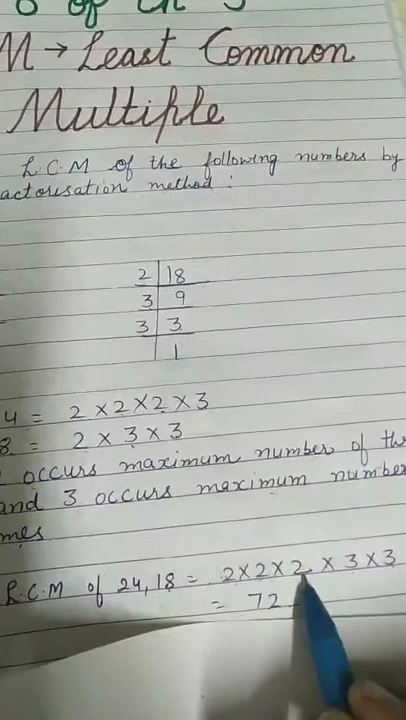 M → Least Common
Multiple
L.C.M of the following numbers by
actorisation method:
2 18
3 9
3 3
1
4 = 2 × 2 × 2 × 3
8 = 2 × 3 × 3
occurs maximum number of th
and 3 occurs maximum number
mes
L.C.M of 24, 18 = 2×2×2 × 3×3
= 72